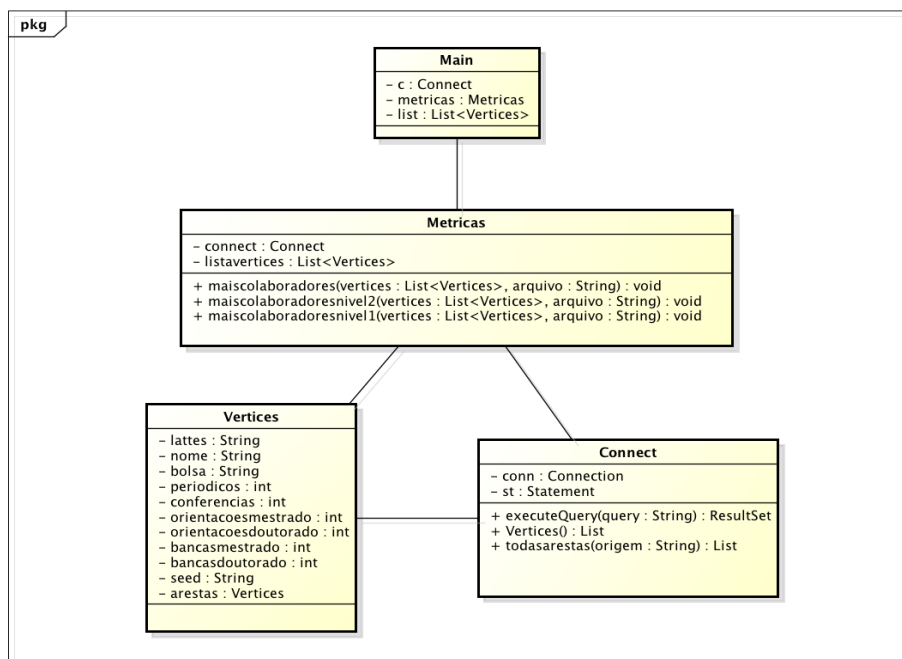 pkg
Main
– c : Connect
– metricas : Metricas
– list : List<Vertices>
Metricas
– connect : Connect
– listavertices : List<Vertices>
+ maiscolaboradores(vertices : List<Vertices>, arquivo : String) : void
+ maiscolaboradoresnivel2(vertices : List<Vertices>, arquivo : String) : void
+ maiscolaboradoresnivel1(vertices : List<Vertices>, arquivo : String) : void
Vertices
– lattes : String
– nome : String
– bolsa : String
– periodicos : int
– conferencias : int
– orientacoesmestrado : int
– orientacoesdoutorado : int
– bancasmestrado : int
– bancasdoutorado : int
– seed : String
– arestas : Vertices
Connect
– conn : Connection
– st : Statement
+ executeQuery(query : String) : ResultSet
+ Vertices() : List
+ todasarestas(origem : String) : List